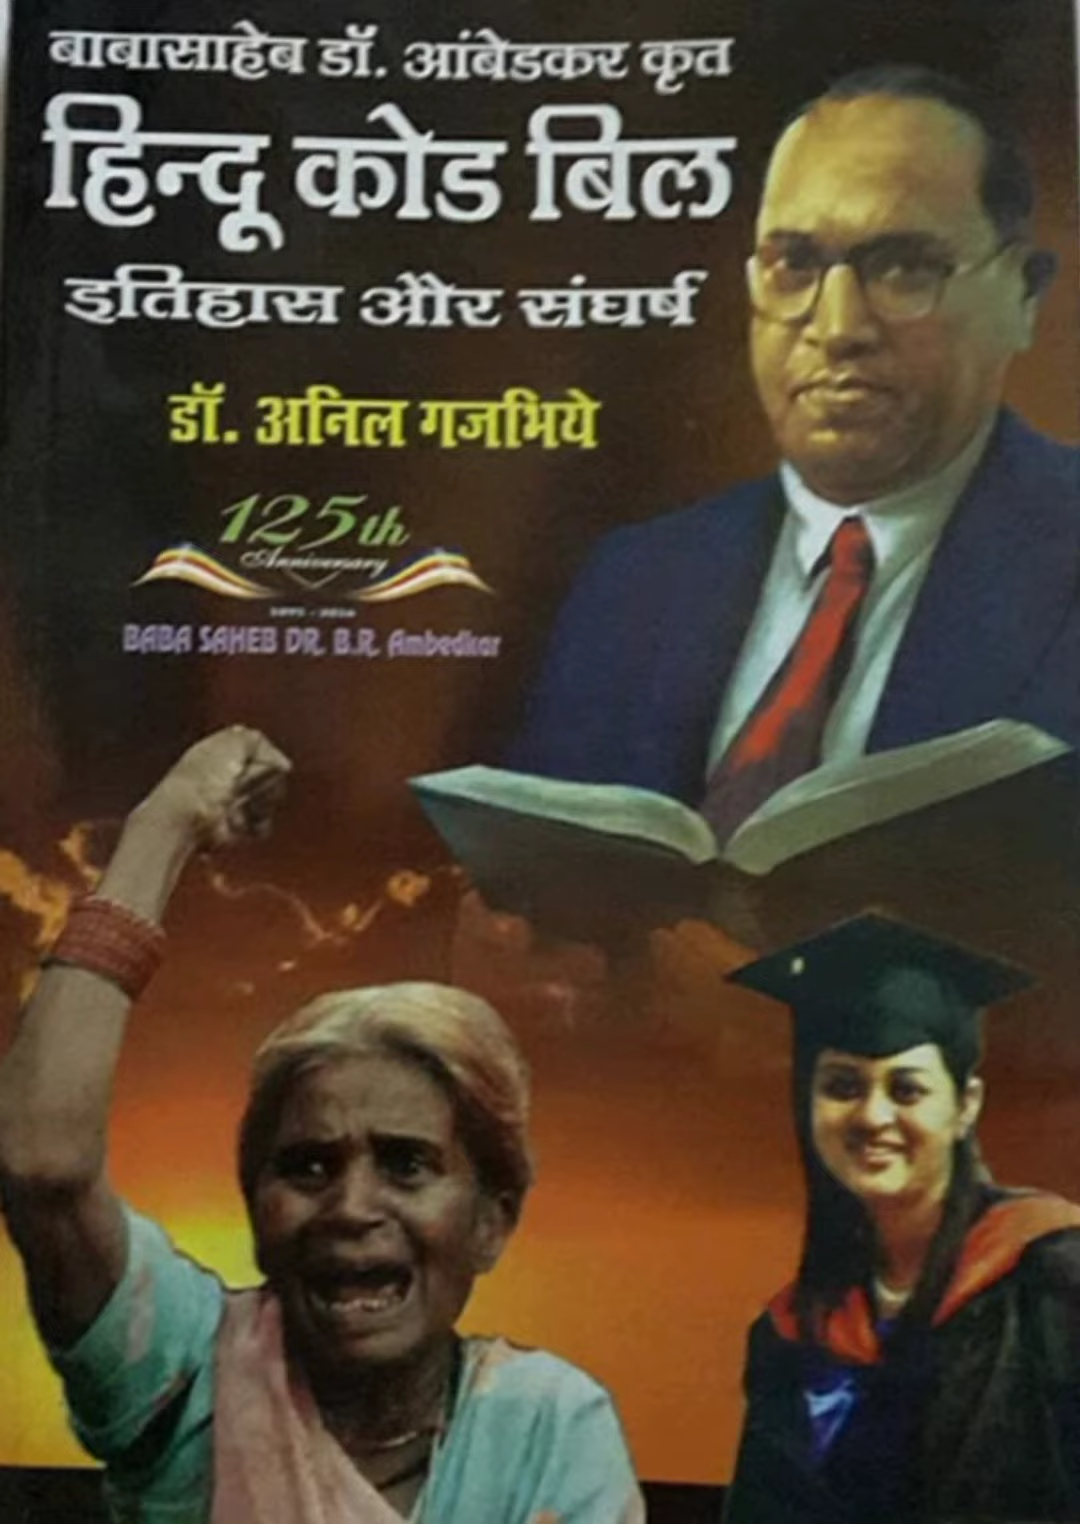 बाबासाहेब डॉ. आंबेडकर कृत
हिन्दू कोड बिल
इतिहास और संघर्ष
डॉ. अनिल गजभिये
125th
Anniversary
BABA SAHEB DR. B.R. Ambedkar